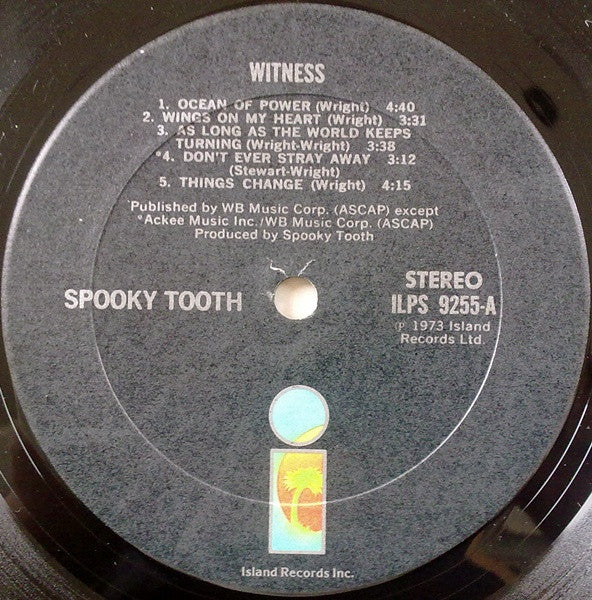 WITNESS
1. OCEAN OF POWER (Wright) 4:40
2. WINGS ON MY HEART (Wright) 3:31
3. AS LONG AS THE WORLD KEEPS
TURNING (Wright-Wright) 3:38
*4. DON'T EVER STRAY AWAY 3:12
(Stewart-Wright)
5. THINGS CHANGE (Wright) 4:15
Published by WB Music Corp. (ASCAP) except
*Ackee Music Inc./WB Music Corp. (ASCAP)
Produced by Spooky Tooth
SPOOKY TOOTH
STEREO
ILPS 9255-A
℗ 1973 Island
Records Ltd.
i
Island Records Inc.